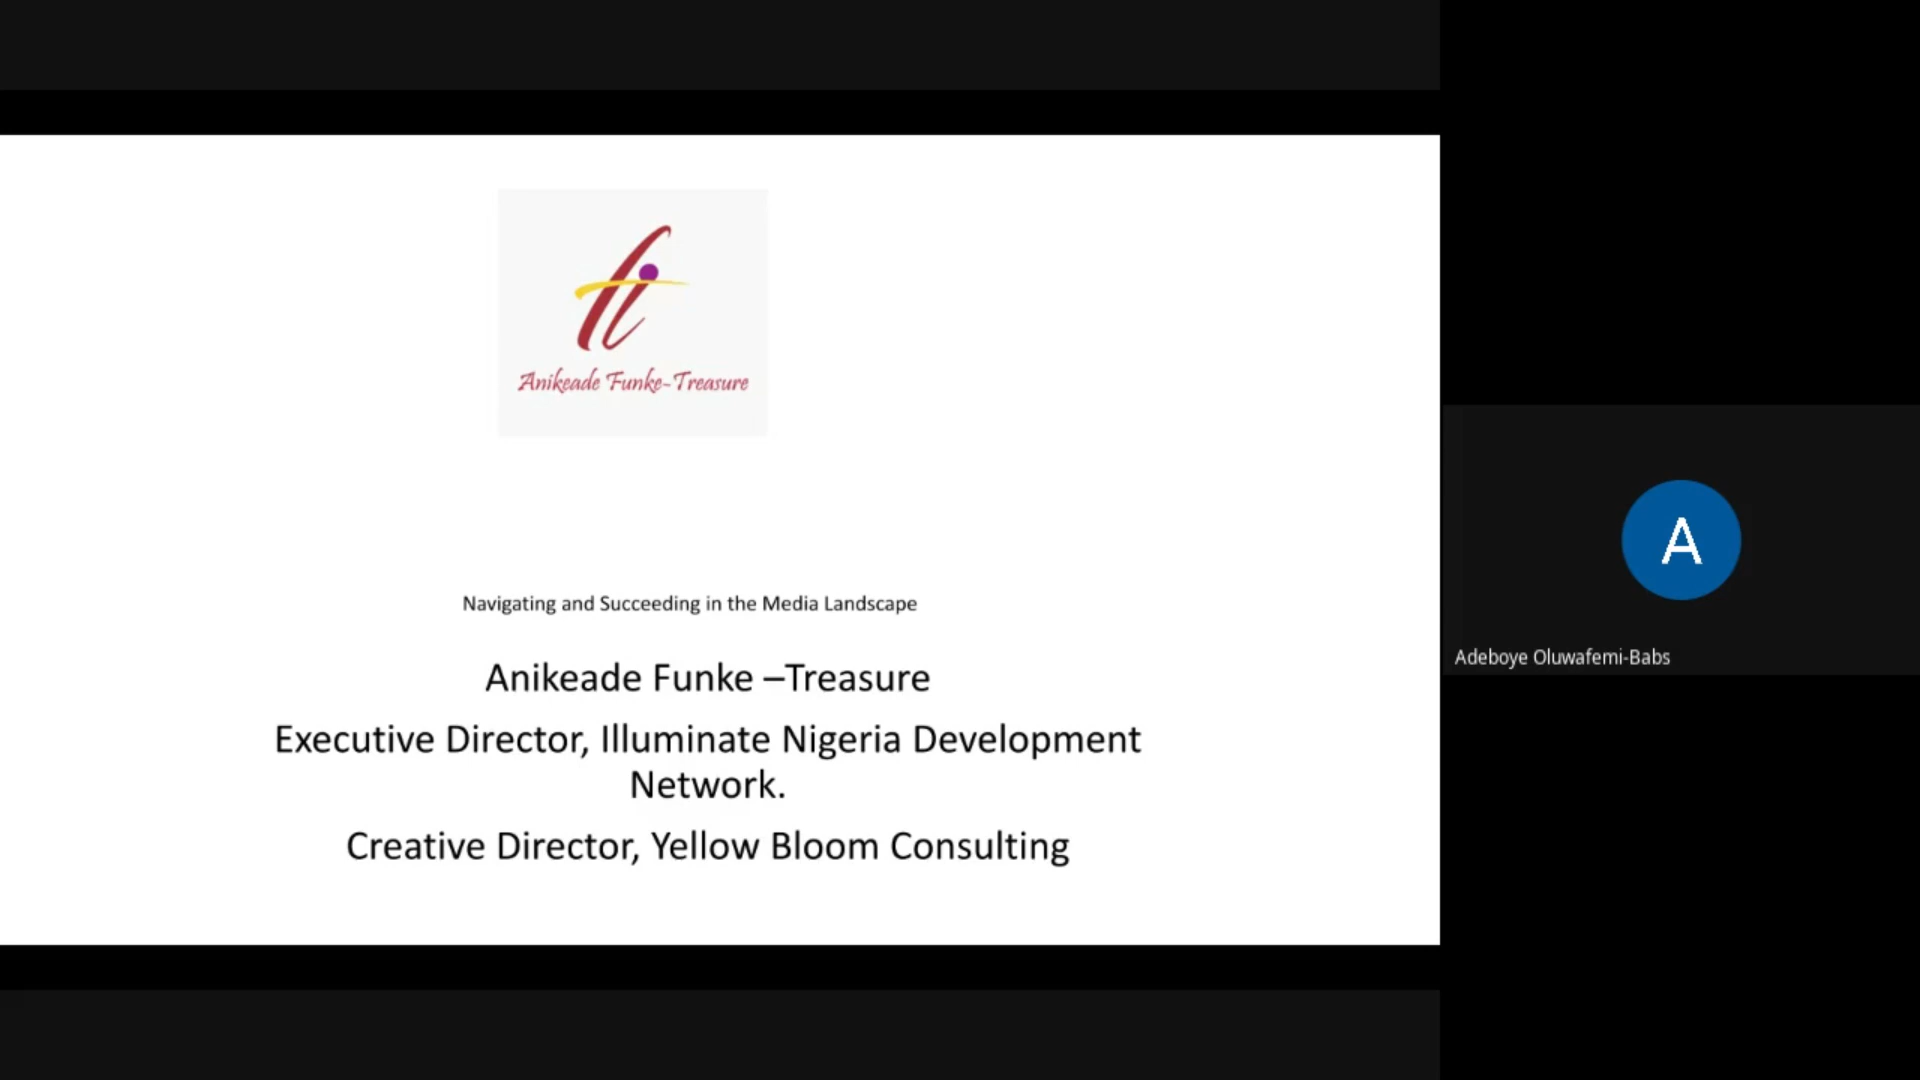 Anikeade Funke-Treasure
Navigating and Succeeding in the Media Landscape
Anikeade Funke –Treasure
Executive Director, Illuminate Nigeria Development
Network.
Creative Director, Yellow Bloom Consulting
A
Adeboye Oluwafemi-Babs